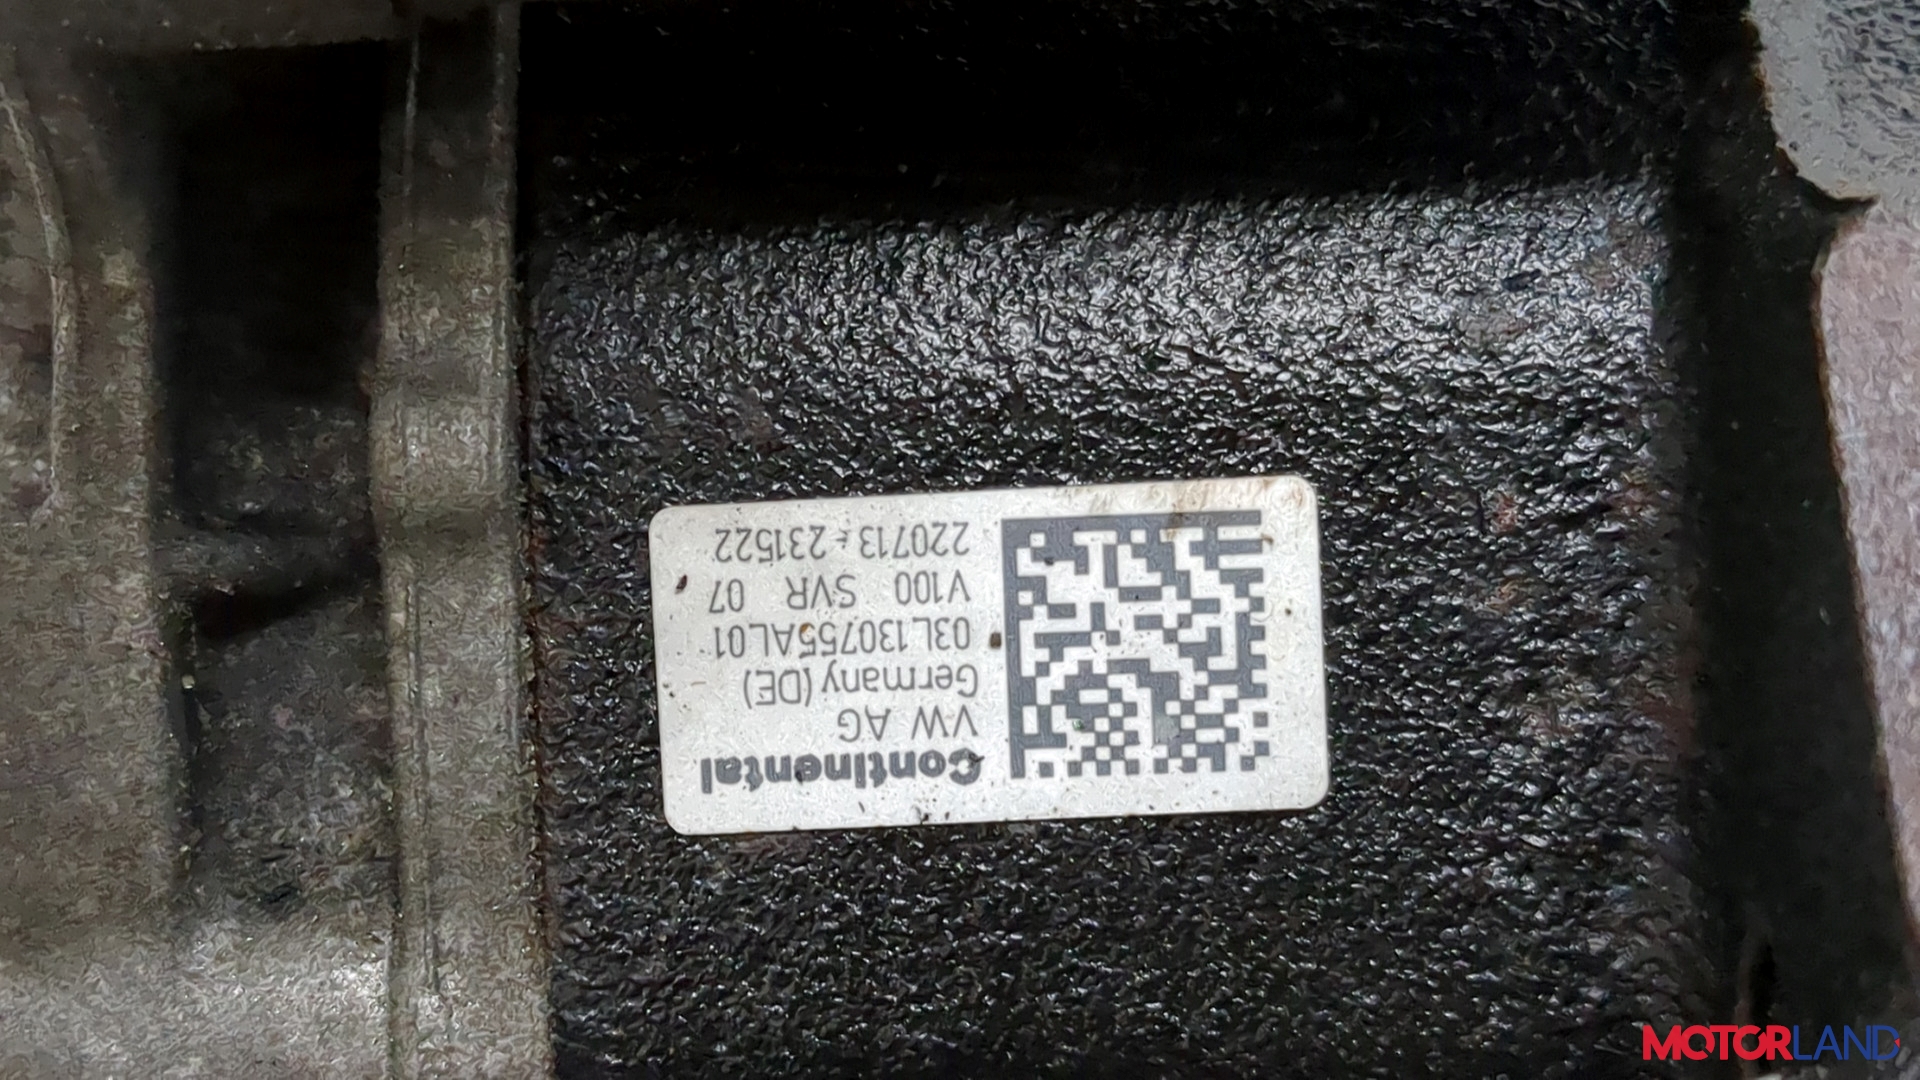 Continental
VW AG
Germany (DE)
03L130755AL01
V100 SVR 07
220713 - 231522
MOTORLAND